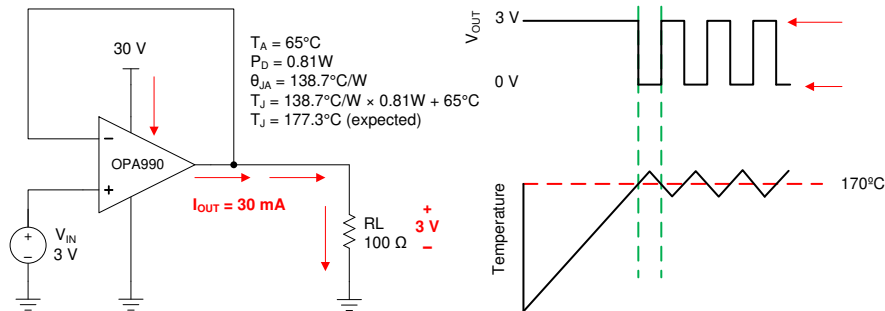 30 V
–
OPA990
+
V_IN
3 V
+
–
T_A = 65°C
P_D = 0.81W
θ_JA = 138.7°C/W
T_J = 138.7°C/W × 0.81W + 65°C
T_J = 177.3°C (expected)
I_OUT = 30 mA
RL
100 Ω
+
3 V
–
V_OUT
3 V
0 V
Temperature
170ºC